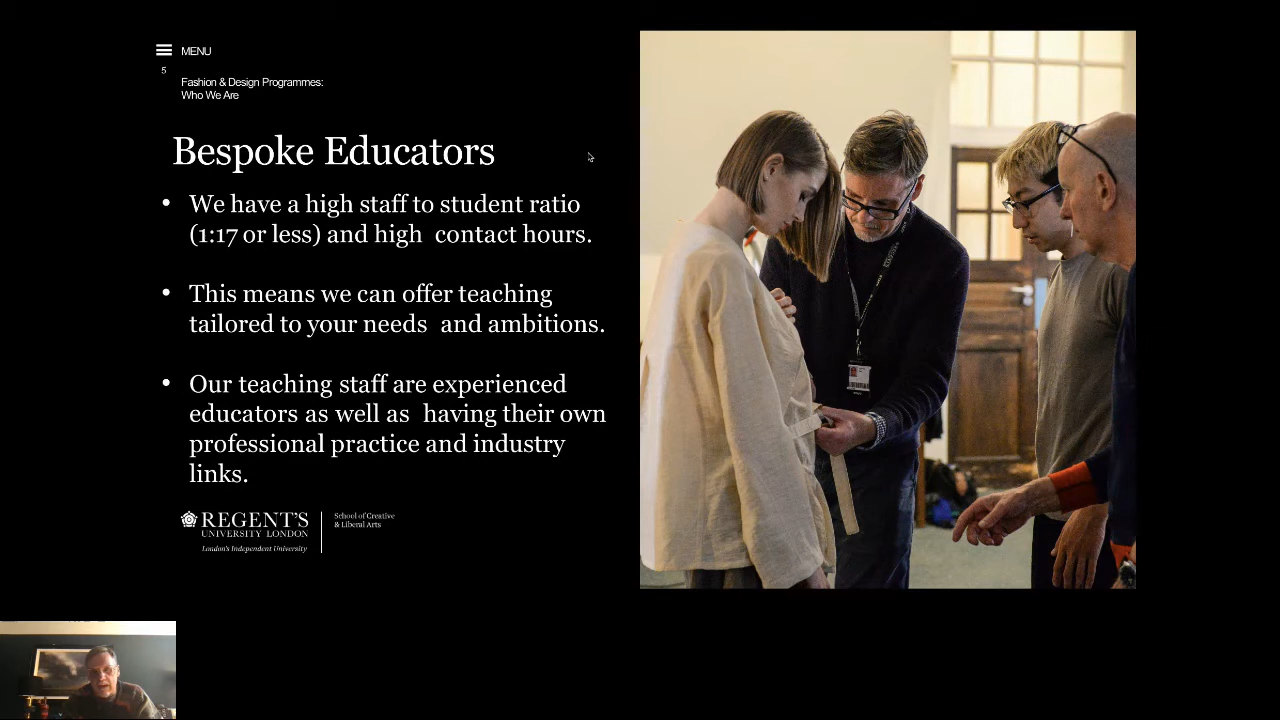 MENU
5
Fashion & Design Programmes:
Who We Are
Bespoke Educators
• We have a high staff to student ratio
(1:17 or less) and high contact hours.
• This means we can offer teaching
tailored to your needs and ambitions.
• Our teaching staff are experienced
educators as well as having their own
professional practice and industry
links.
REGENT'S
UNIVERSITY LONDON
London's Independent University
School of Creative
& Liberal Arts